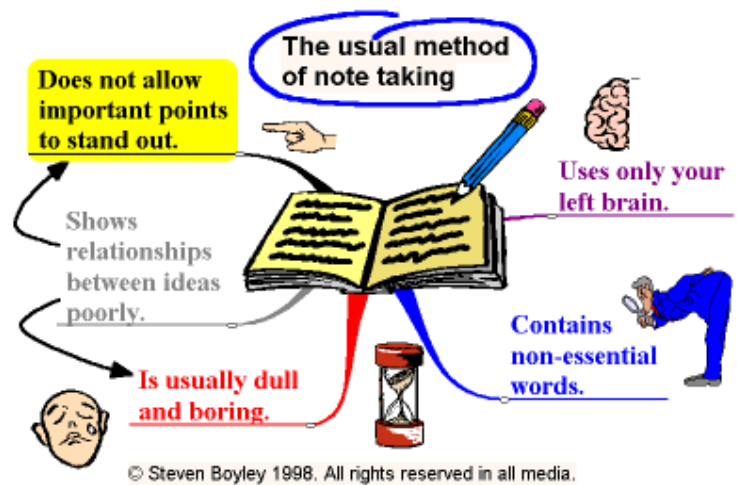 The usual method
of note taking
Does not allow
important points
to stand out.
Uses only your
left brain.
Shows
relationships
between ideas
poorly.
Contains
non-essential
words.
Is usually dull
and boring.
© Steven Boyley 1998. All rights reserved in all media.